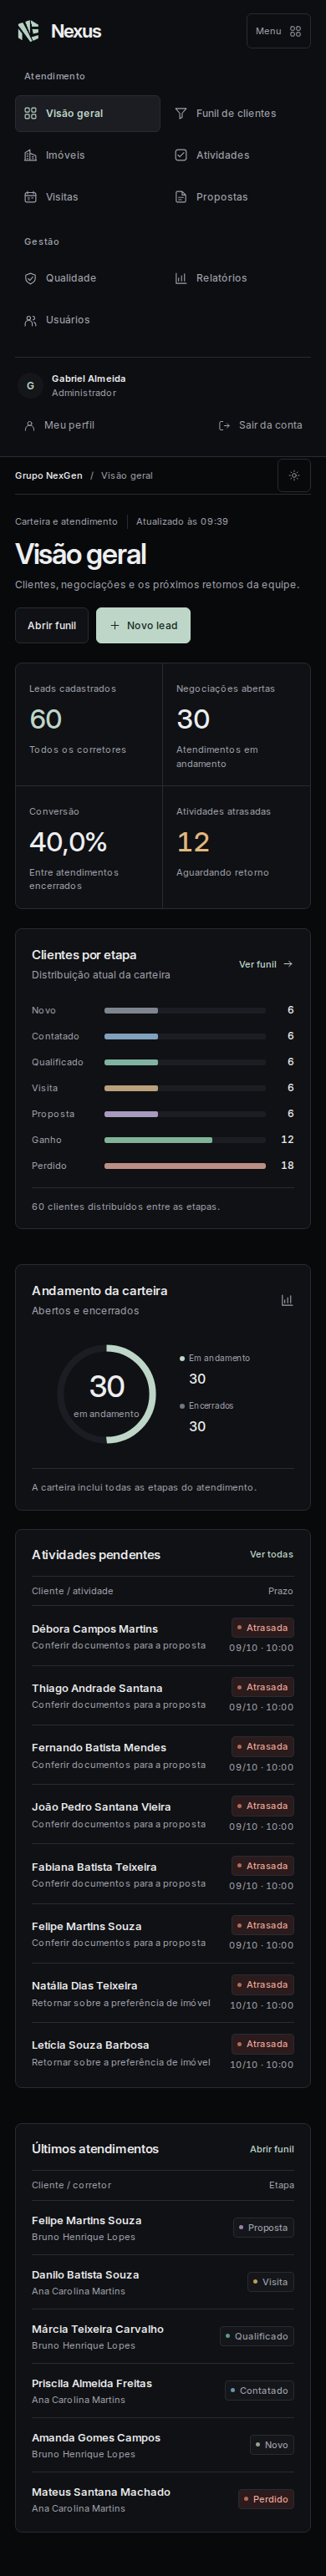 Nexus
Menu
Atendimento
Visão geral
Funil de clientes
Imóveis
Atividades
Visitas
Propostas
Gestão
Qualidade
Relatórios
Usuários
G
Gabriel Almeida
Administrador
Meu perfil
Sair da conta
Grupo NexGen / Visão geral
Carteira e atendimento
Atualizado às 09:39
Visão geral
Clientes, negociações e os próximos retornos da equipe.
Abrir funil
+ Novo lead
Leads cadastrados
60
Todos os corretores
Negociações abertas
30
Atendimentos em
andamento
Conversão
40,0%
Entre atendimentos
encerrados
Atividades atrasadas
12
Aguardando retorno
Clientes por etapa
Distribuição atual da carteira
Ver funil →
Novo 6
Contatado 6
Qualificado 6
Visita 6
Proposta 6
Ganho 12
Perdido 18
60 clientes distribuídos entre as etapas.
Andamento da carteira
Abertos e encerrados
30
em andamento
Em andamento
30
Encerrados
30
A carteira inclui todas as etapas do atendimento.
Atividades pendentes
Ver todas
Cliente / atividade
Prazo
Débora Campos Martins
Conferir documentos para a proposta
Atrasada
09/10 · 10:00
Thiago Andrade Santana
Conferir documentos para a proposta
Atrasada
09/10 · 10:00
Fernando Batista Mendes
Conferir documentos para a proposta
Atrasada
09/10 · 10:00
João Pedro Santana Vieira
Conferir documentos para a proposta
Atrasada
09/10 · 10:00
Fabiana Batista Teixeira
Conferir documentos para a proposta
Atrasada
09/10 · 10:00
Felipe Martins Souza
Conferir documentos para a proposta
Atrasada
09/10 · 10:00
Natália Dias Teixeira
Retornar sobre a preferência de imóvel
Atrasada
10/10 · 10:00
Letícia Souza Barbosa
Retornar sobre a preferência de imóvel
Atrasada
10/10 · 10:00
Últimos atendimentos
Abrir funil
Cliente / corretor
Etapa
Felipe Martins Souza
Bruno Henrique Lopes
Proposta
Danilo Batista Souza
Ana Carolina Martins
Visita
Márcia Teixeira Carvalho
Bruno Henrique Lopes
Qualificado
Priscila Almeida Freitas
Ana Carolina Martins
Contatado
Amanda Gomes Campos
Bruno Henrique Lopes
Novo
Mateus Santana Machado
Ana Carolina Martins
Perdido